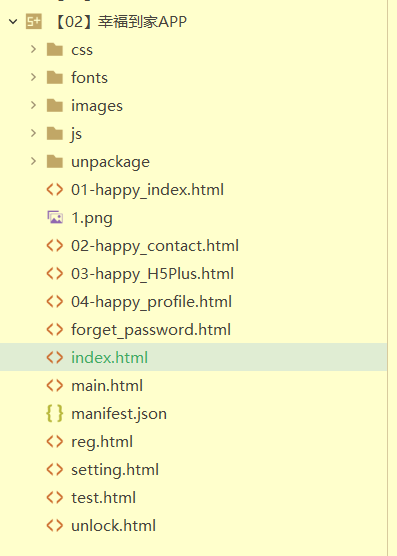 5+ 【02】幸福到家APP
css
fonts
images
js
unpackage
01-happy_index.html
1.png
02-happy_contact.html
03-happy_H5Plus.html
04-happy_profile.html
forget_password.html
index.html
main.html
manifest.json
reg.html
setting.html
test.html
unlock.html